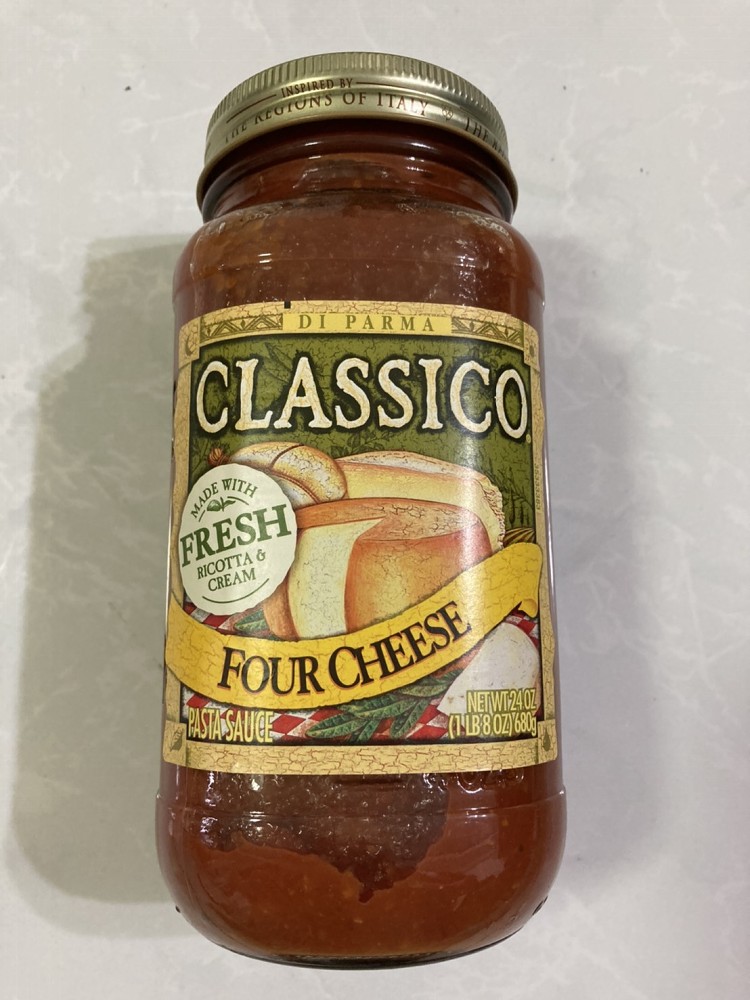 INSPIRED BY
THE REGIONS OF ITALY THE
DI PARMA
CLASSICO®
MADE WITH
FRESH
RICOTTA &
CREAM
FOUR CHEESE
PASTA SAUCE
NET WT 24 OZ
(1 LB 8 OZ) 680g